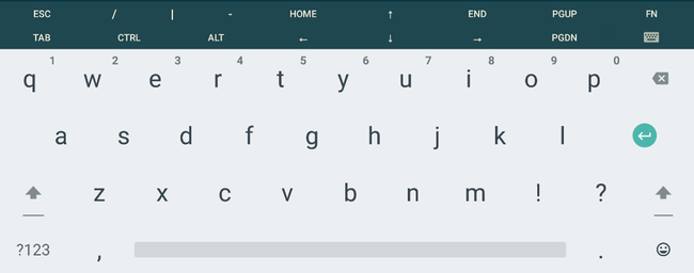 ESC / | - HOME ↑ END PGUP FN
TAB CTRL ALT ← ↓ → PGDN
1 2 3 4 5 6 7 8 9 0
q w e r t y u i o p
a s d f g h j k l
z x c v b n m ! ?
?123 , .